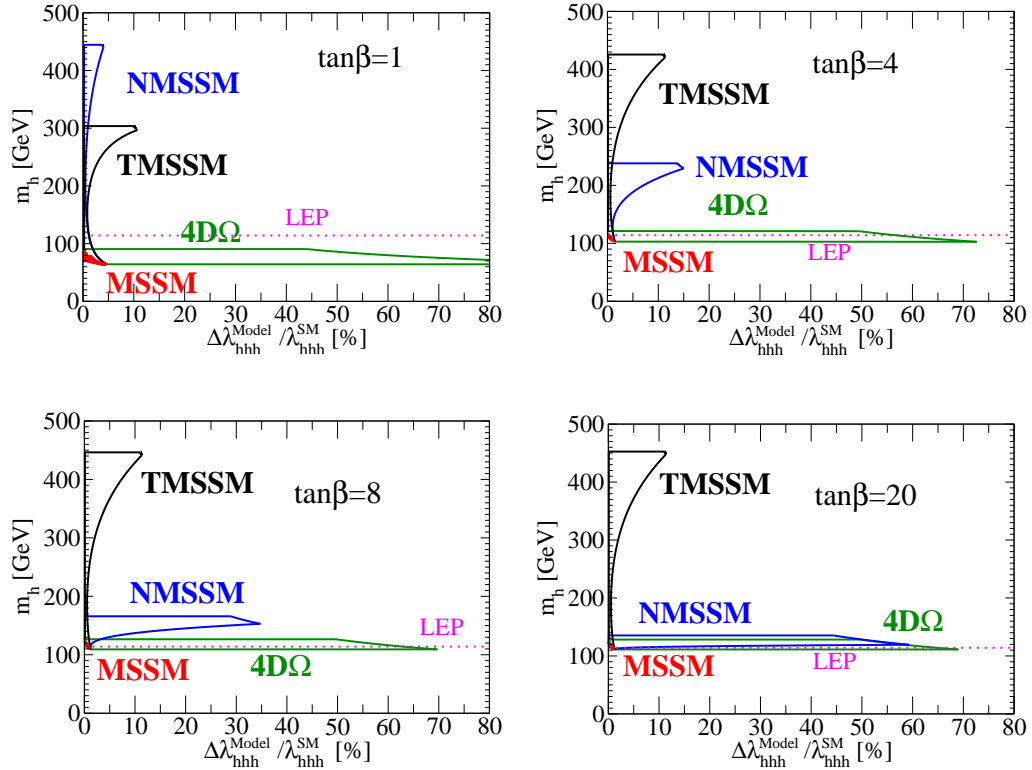 500
400
300
200
100
0
m_h [GeV]
tanβ=1
NMSSM
TMSSM
LEP
4DΩ
MSSM
0 10 20 30 40 50 60 70 80
Δλ_hhh^Model/λ_hhh^SM [%]
500
400
300
200
100
0
m_h [GeV]
tanβ=4
TMSSM
NMSSM
4DΩ
MSSM
LEP
0 10 20 30 40 50 60 70 80
Δλ_hhh^Model/λ_hhh^SM [%]
500
400
300
200
100
0
m_h [GeV]
TMSSM
tanβ=8
NMSSM
LEP
MSSM
4DΩ
0 10 20 30 40 50 60 70 80
Δλ_hhh^Model/λ_hhh^SM [%]
500
400
300
200
100
0
m_h [GeV]
TMSSM
tanβ=20
NMSSM
4DΩ
MSSM
LEP
0 10 20 30 40 50 60 70 80
Δλ_hhh^Model/λ_hhh^SM [%]